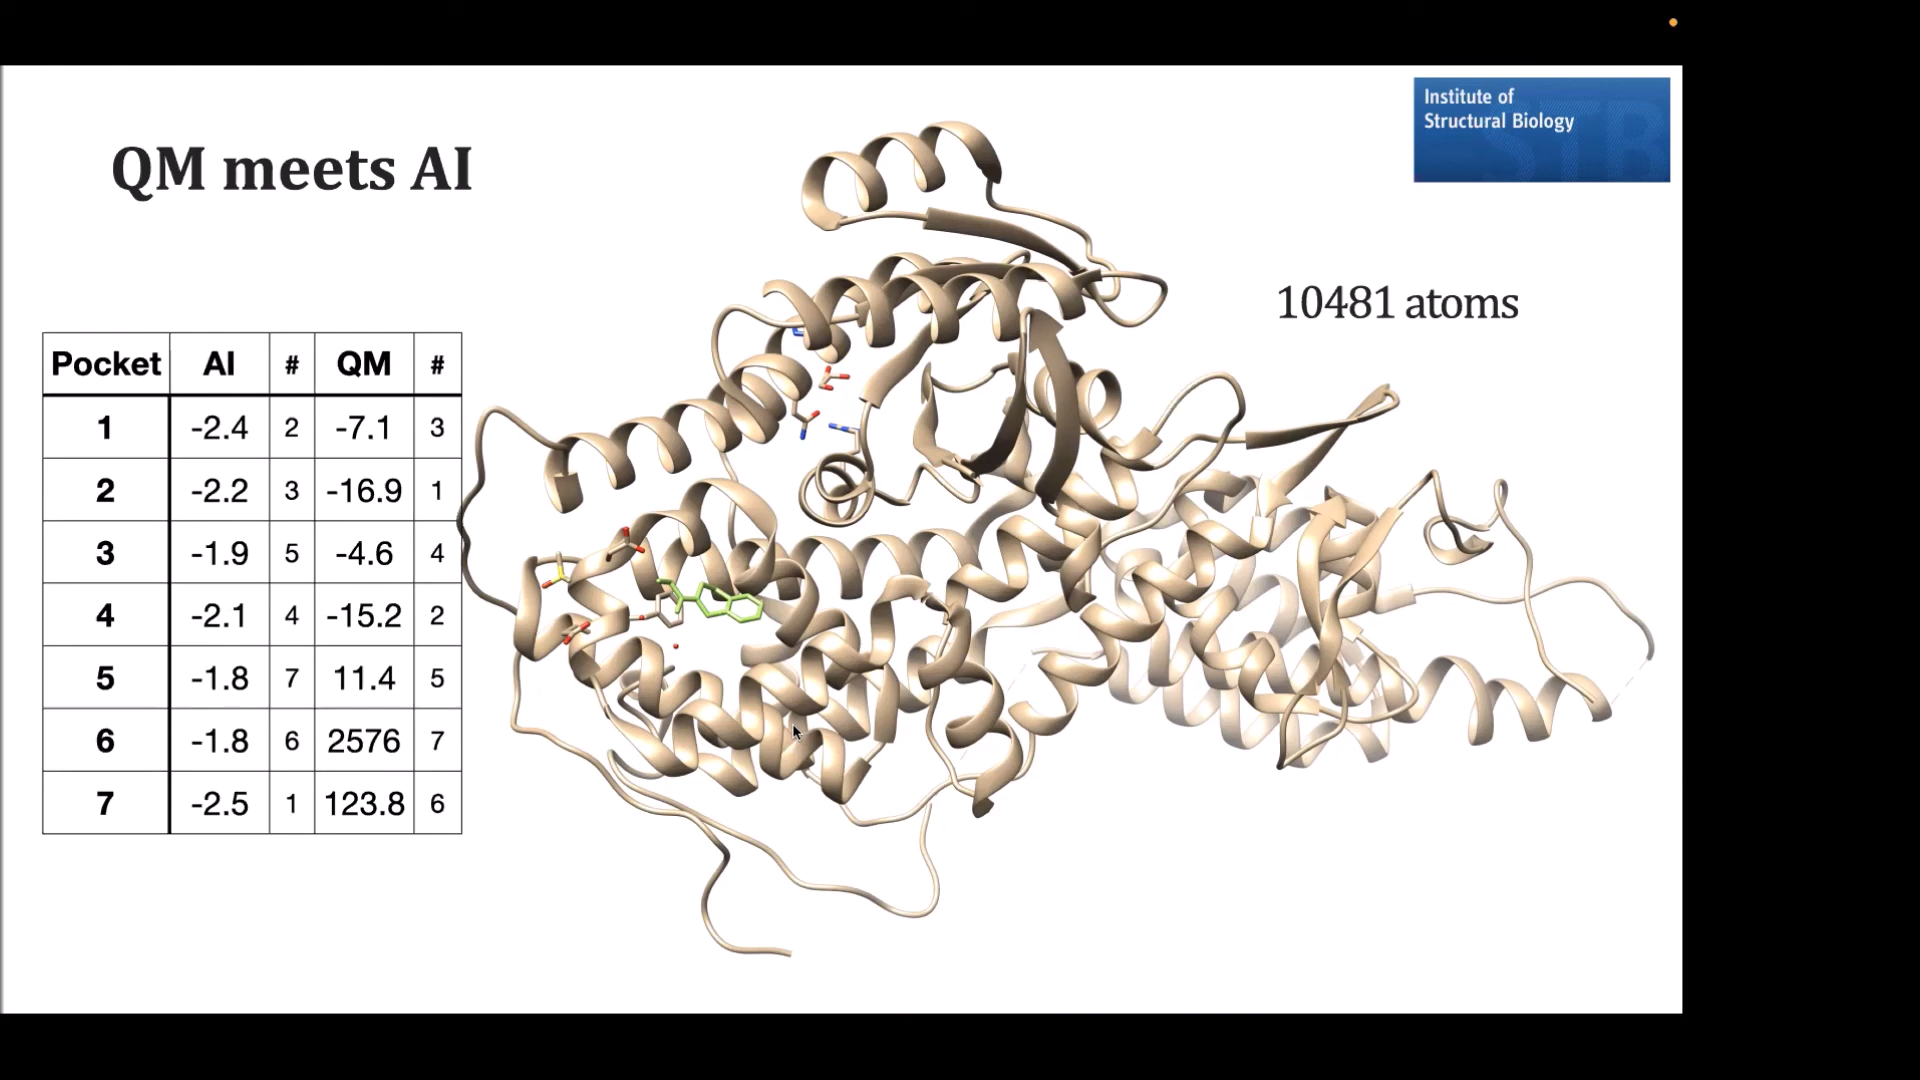 Institute of
Structural Biology
QM meets AI
10481 atoms
Pocket AI # QM #
1 -2.4 2 -7.1 3
2 -2.2 3 -16.9 1
3 -1.9 5 -4.6 4
4 -2.1 4 -15.2 2
5 -1.8 7 11.4 5
6 -1.8 6 2576 7
7 -2.5 1 123.8 6